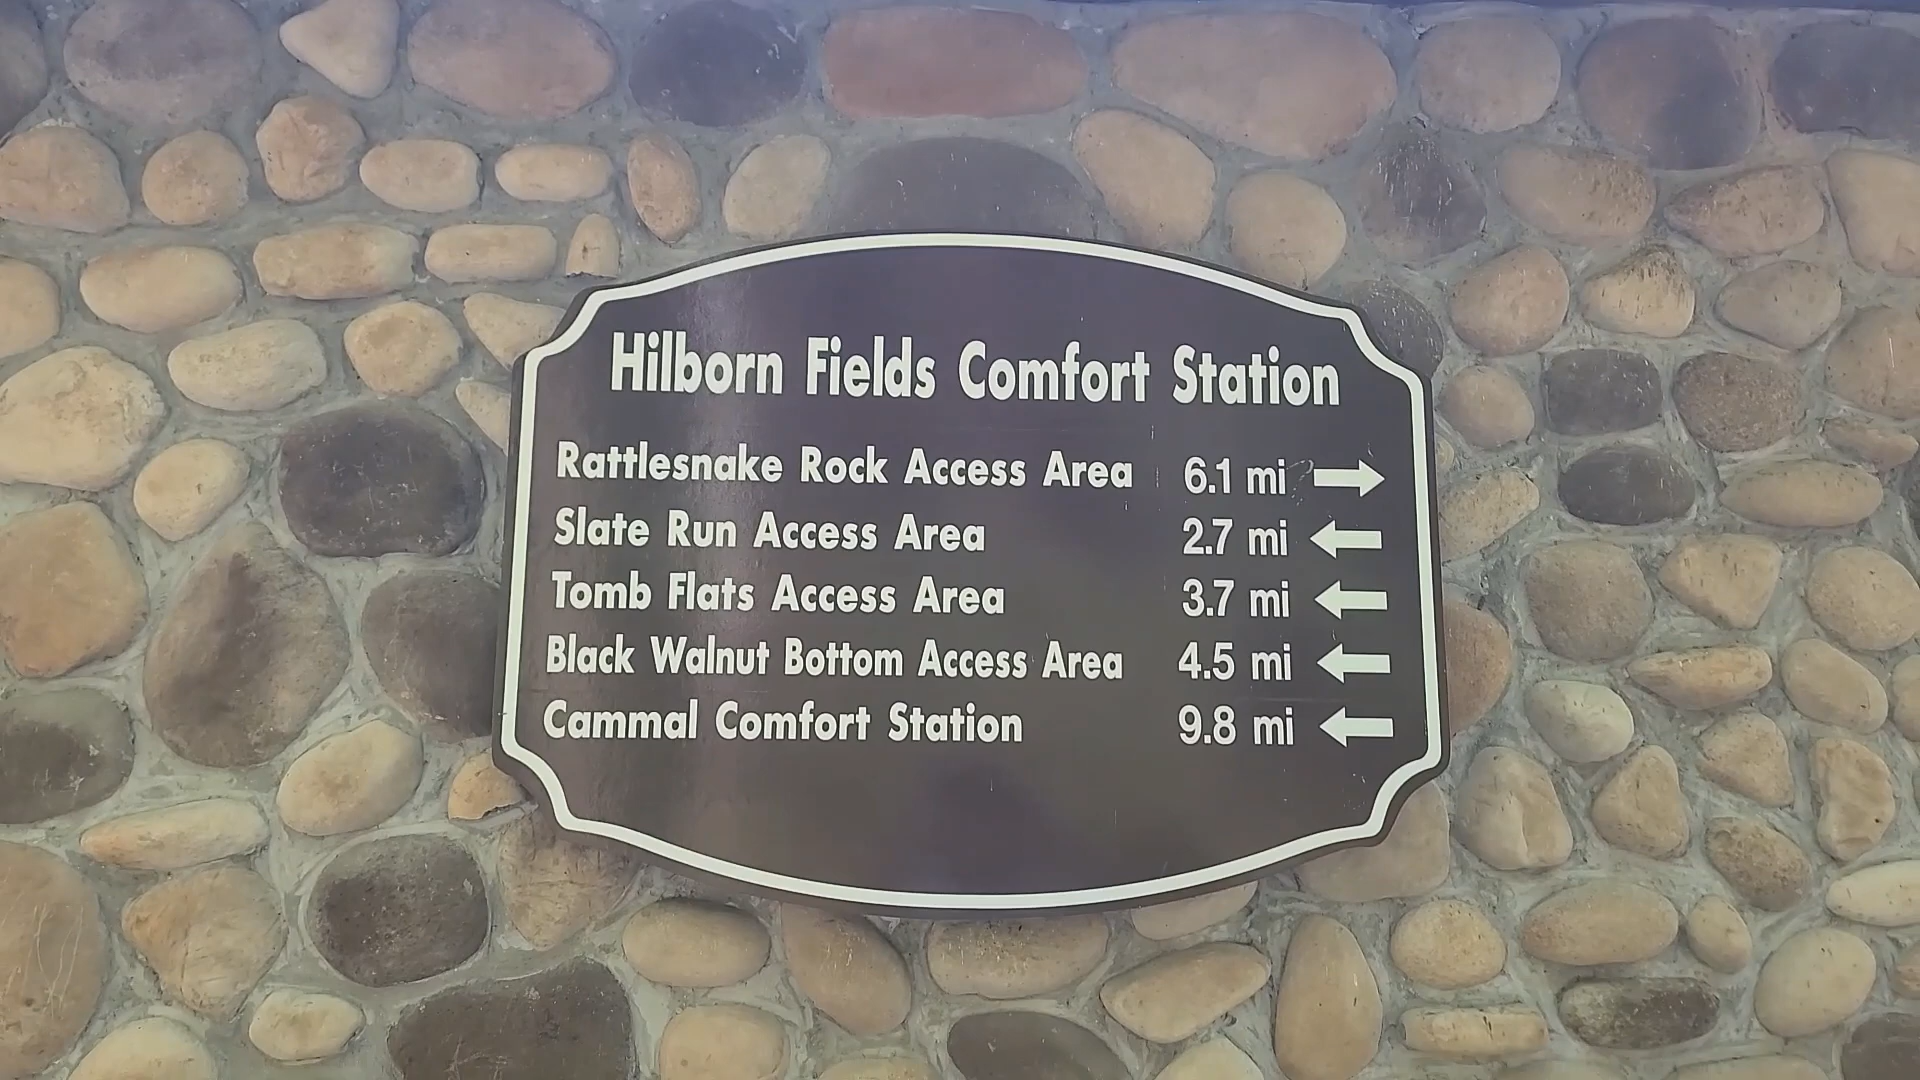 Hilborn Fields Comfort Station
Rattlesnake Rock Access Area 6.1 mi →
Slate Run Access Area 2.7 mi ←
Tomb Flats Access Area 3.7 mi ←
Black Walnut Bottom Access Area 4.5 mi ←
Cammal Comfort Station 9.8 mi ←